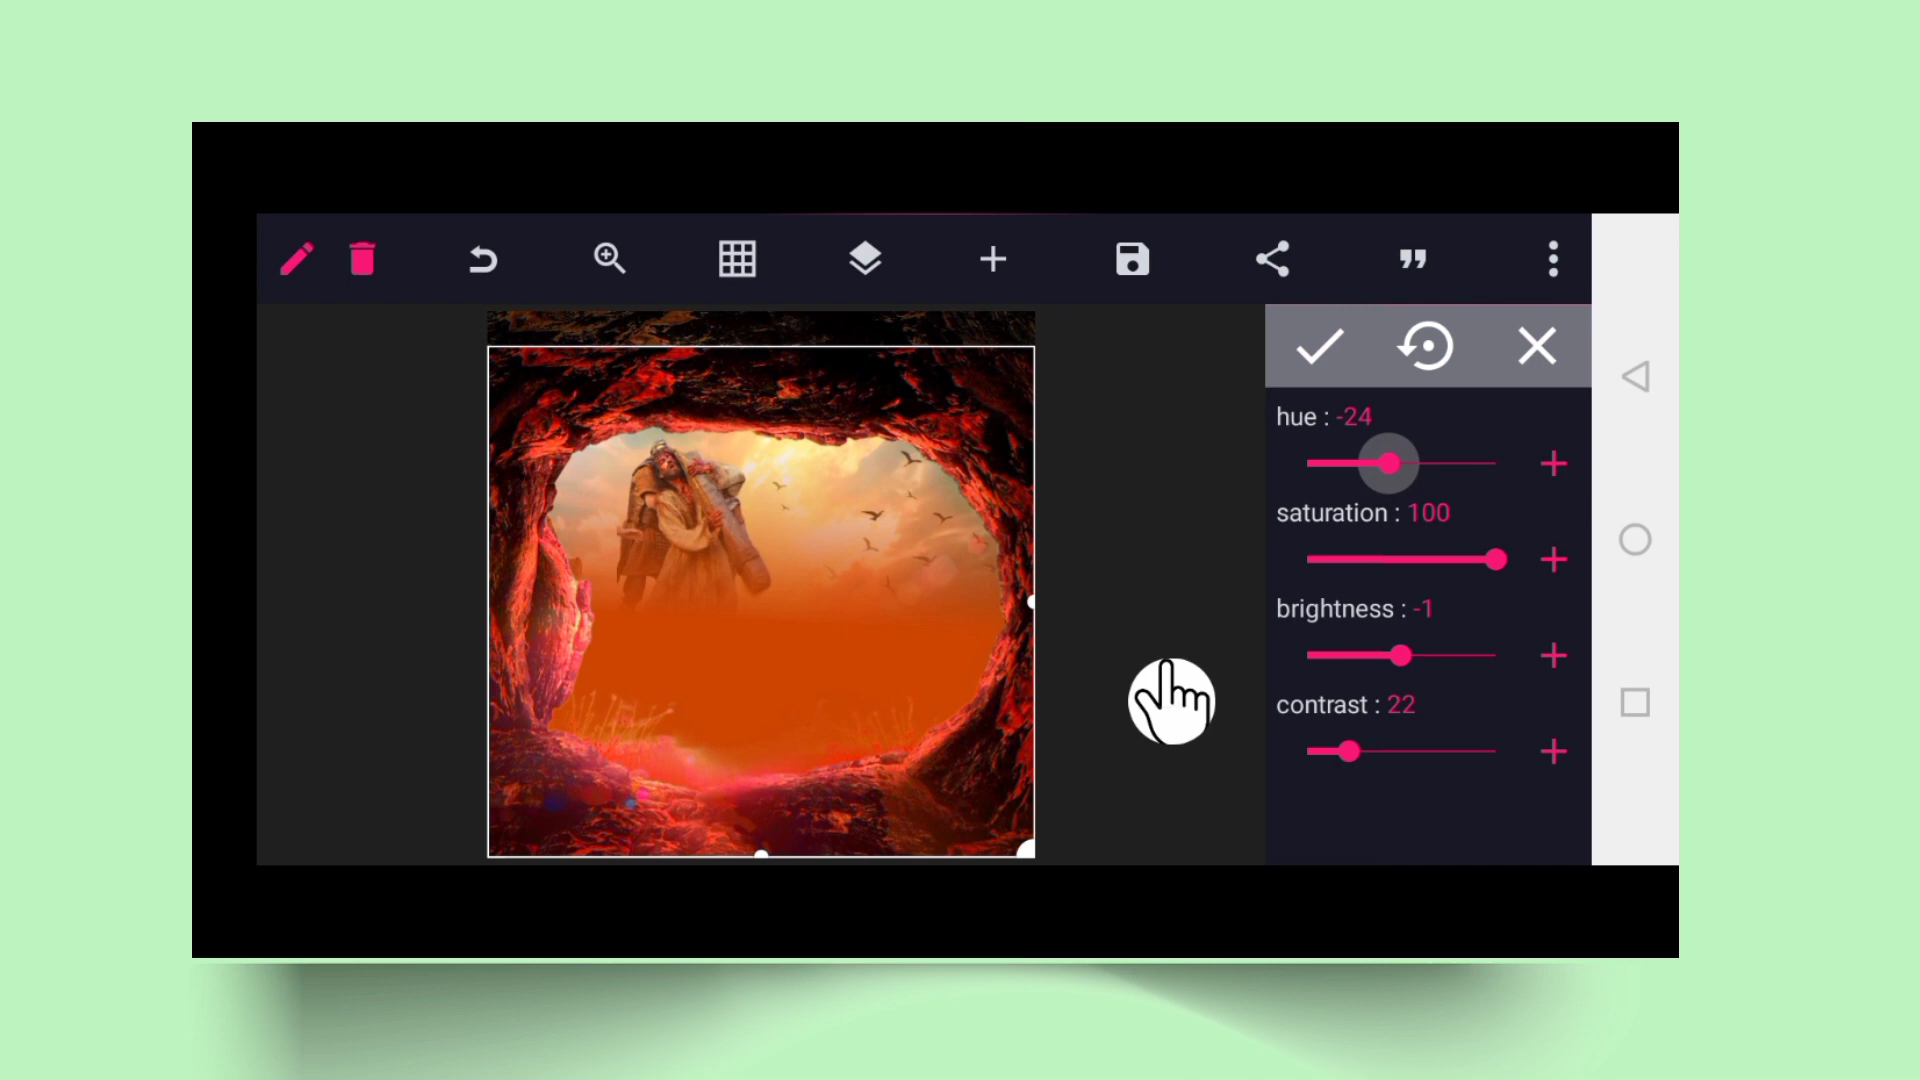 hue : -24
saturation : 100
brightness : -1
contrast : 22